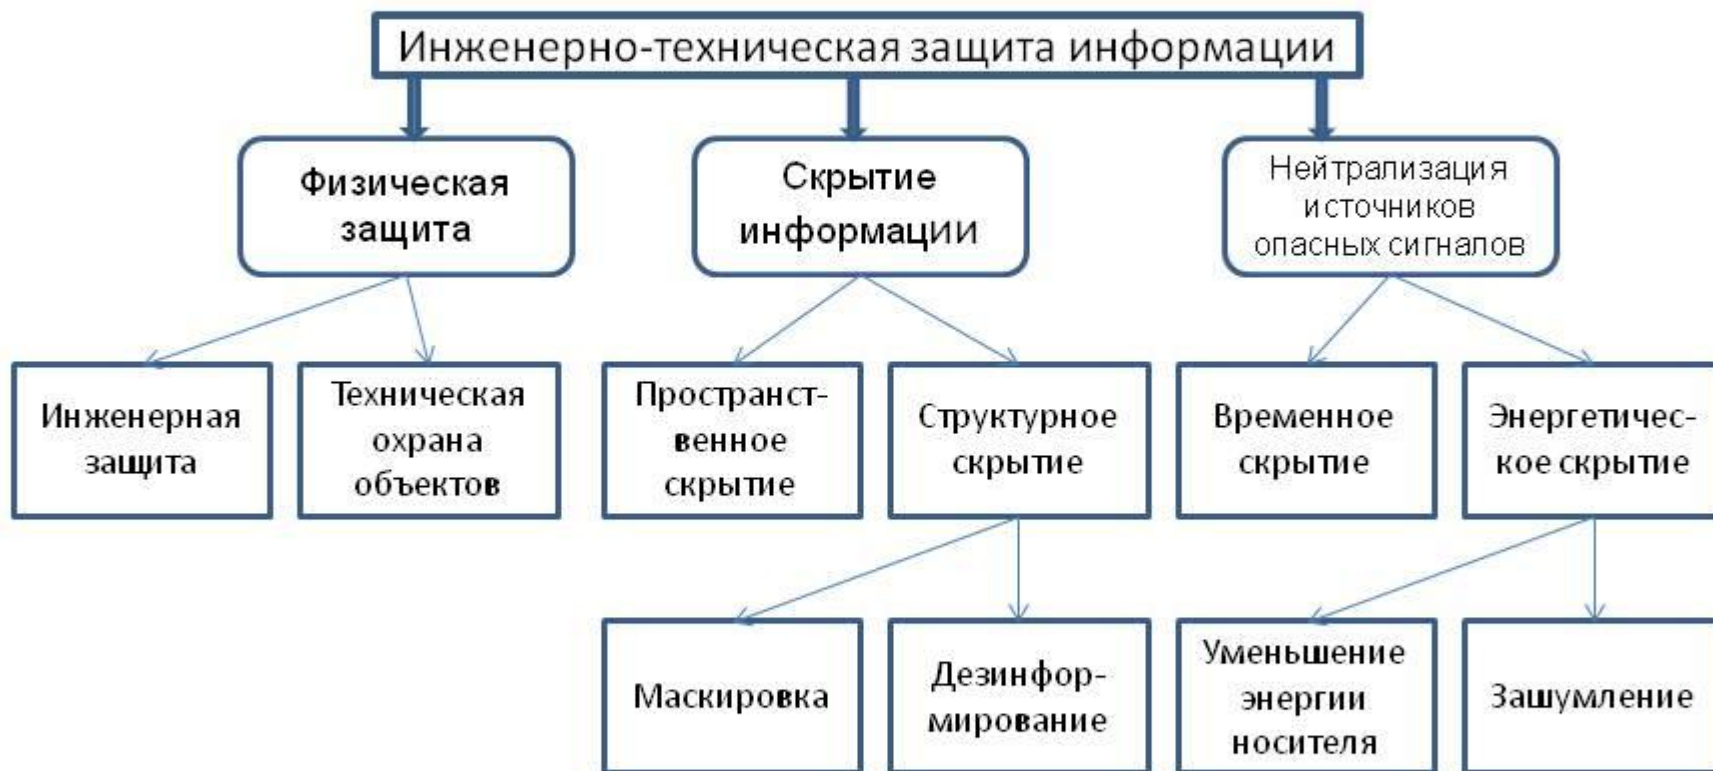 Инженерно-техническая защита информации
Физическая
защита
Скрытие
информации
Нейтрализация
источников
опасных сигналов
Инженерная
защита
Техническая
охрана
объектов
Пространст-
венное
скрытие
Структурное
скрытие
Временное
скрытие
Энергетичес-
кое скрытие
Маскировка
Дезинфор-
мирование
Уменьшение
энергии
носителя
Зашумление